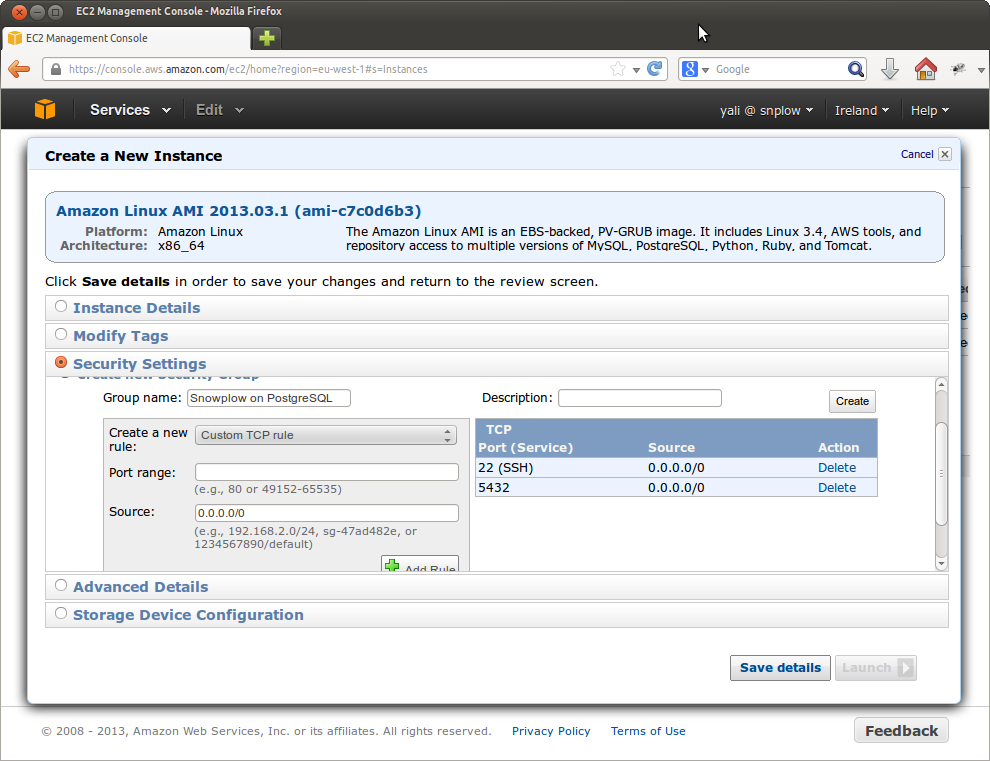 EC2 Management Console - Mozilla Firefox
EC2 Management Console
https://console.aws.amazon.com/ec2/home?region=eu-west-1#s=Instances
8 Google
Services Edit yali @ snplow Ireland Help
Create a New Instance Cancel
Amazon Linux AMI 2013.03.1 (ami-c7c0d6b3)
Platform: Amazon Linux The Amazon Linux AMI is an EBS-backed, PV-GRUB image. It includes Linux 3.4, AWS tools, and
Architecture: x86_64 repository access to multiple versions of MySQL, PostgreSQL, Python, Ruby, and Tomcat.
Click Save details in order to save your changes and return to the review screen.
Instance Details
Modify Tags
Security Settings
Create new Security Group
Group name: Snowplow on PostgreSQL Description: Create
Create a new rule: Custom TCP rule
Port range:
(e.g., 80 or 49152-65535)
Source: 0.0.0.0/0
(e.g., 192.168.2.0/24, sg-47ad482e, or
1234567890/default)
Add Rule
TCP
Port (Service) Source Action
22 (SSH) 0.0.0.0/0 Delete
5432 0.0.0.0/0 Delete
Advanced Details
Storage Device Configuration
Save details Launch
© 2008 - 2013, Amazon Web Services, Inc. or its affiliates. All rights reserved. Privacy Policy Terms of Use Feedback